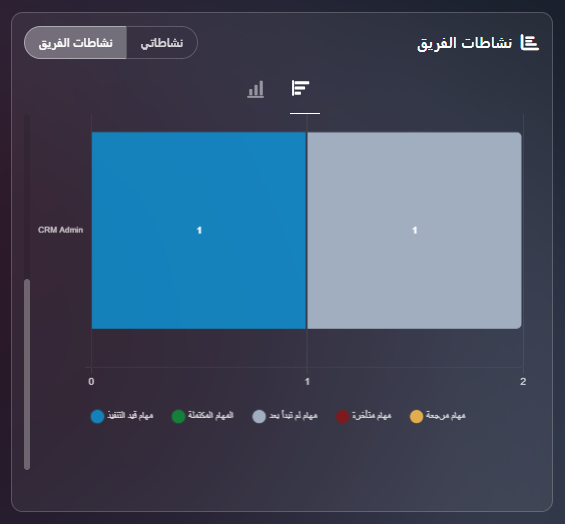 نشاطات الفريق
نشاطاتي
نشاطات الفريق
CRM Admin
1
1
0
1
2
مهام قيد التنفيذ
المهام المكتملة
مهام لم تبدأ بعد
مهام متأخرة
مهام مرجعة